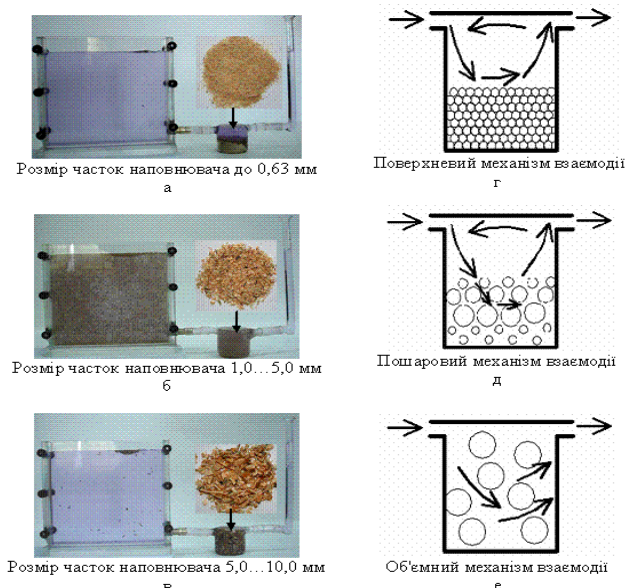 Розмір часток наповнювача до 0,63 мм
а
Поверхневий механізм взаємодії
г
Розмір часток наповнювача 1,0…5,0 мм
б
Пошаровий механізм взаємодії
д
Розмір часток наповнювача 5,0…10,0 мм
в
Об'ємний механізм взаємодії
е